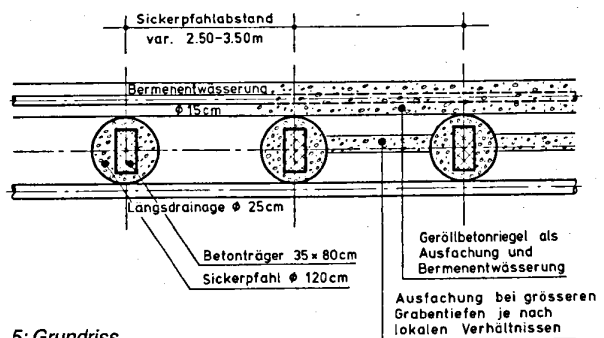 Sickerpfahlabstand
var. 2.50-3.50m
Bermenentwässerung
φ 15cm
Längsdrainage φ 25cm
Betonträger 35 × 80cm
Sickerpfahl φ 120cm
Geröllbetonriegel als
Ausfachung und
Bermenentwässerung
Ausfachung bei grösseren
Grabentiefen je nach
lokalen Verhältnissen
5: Grundriss